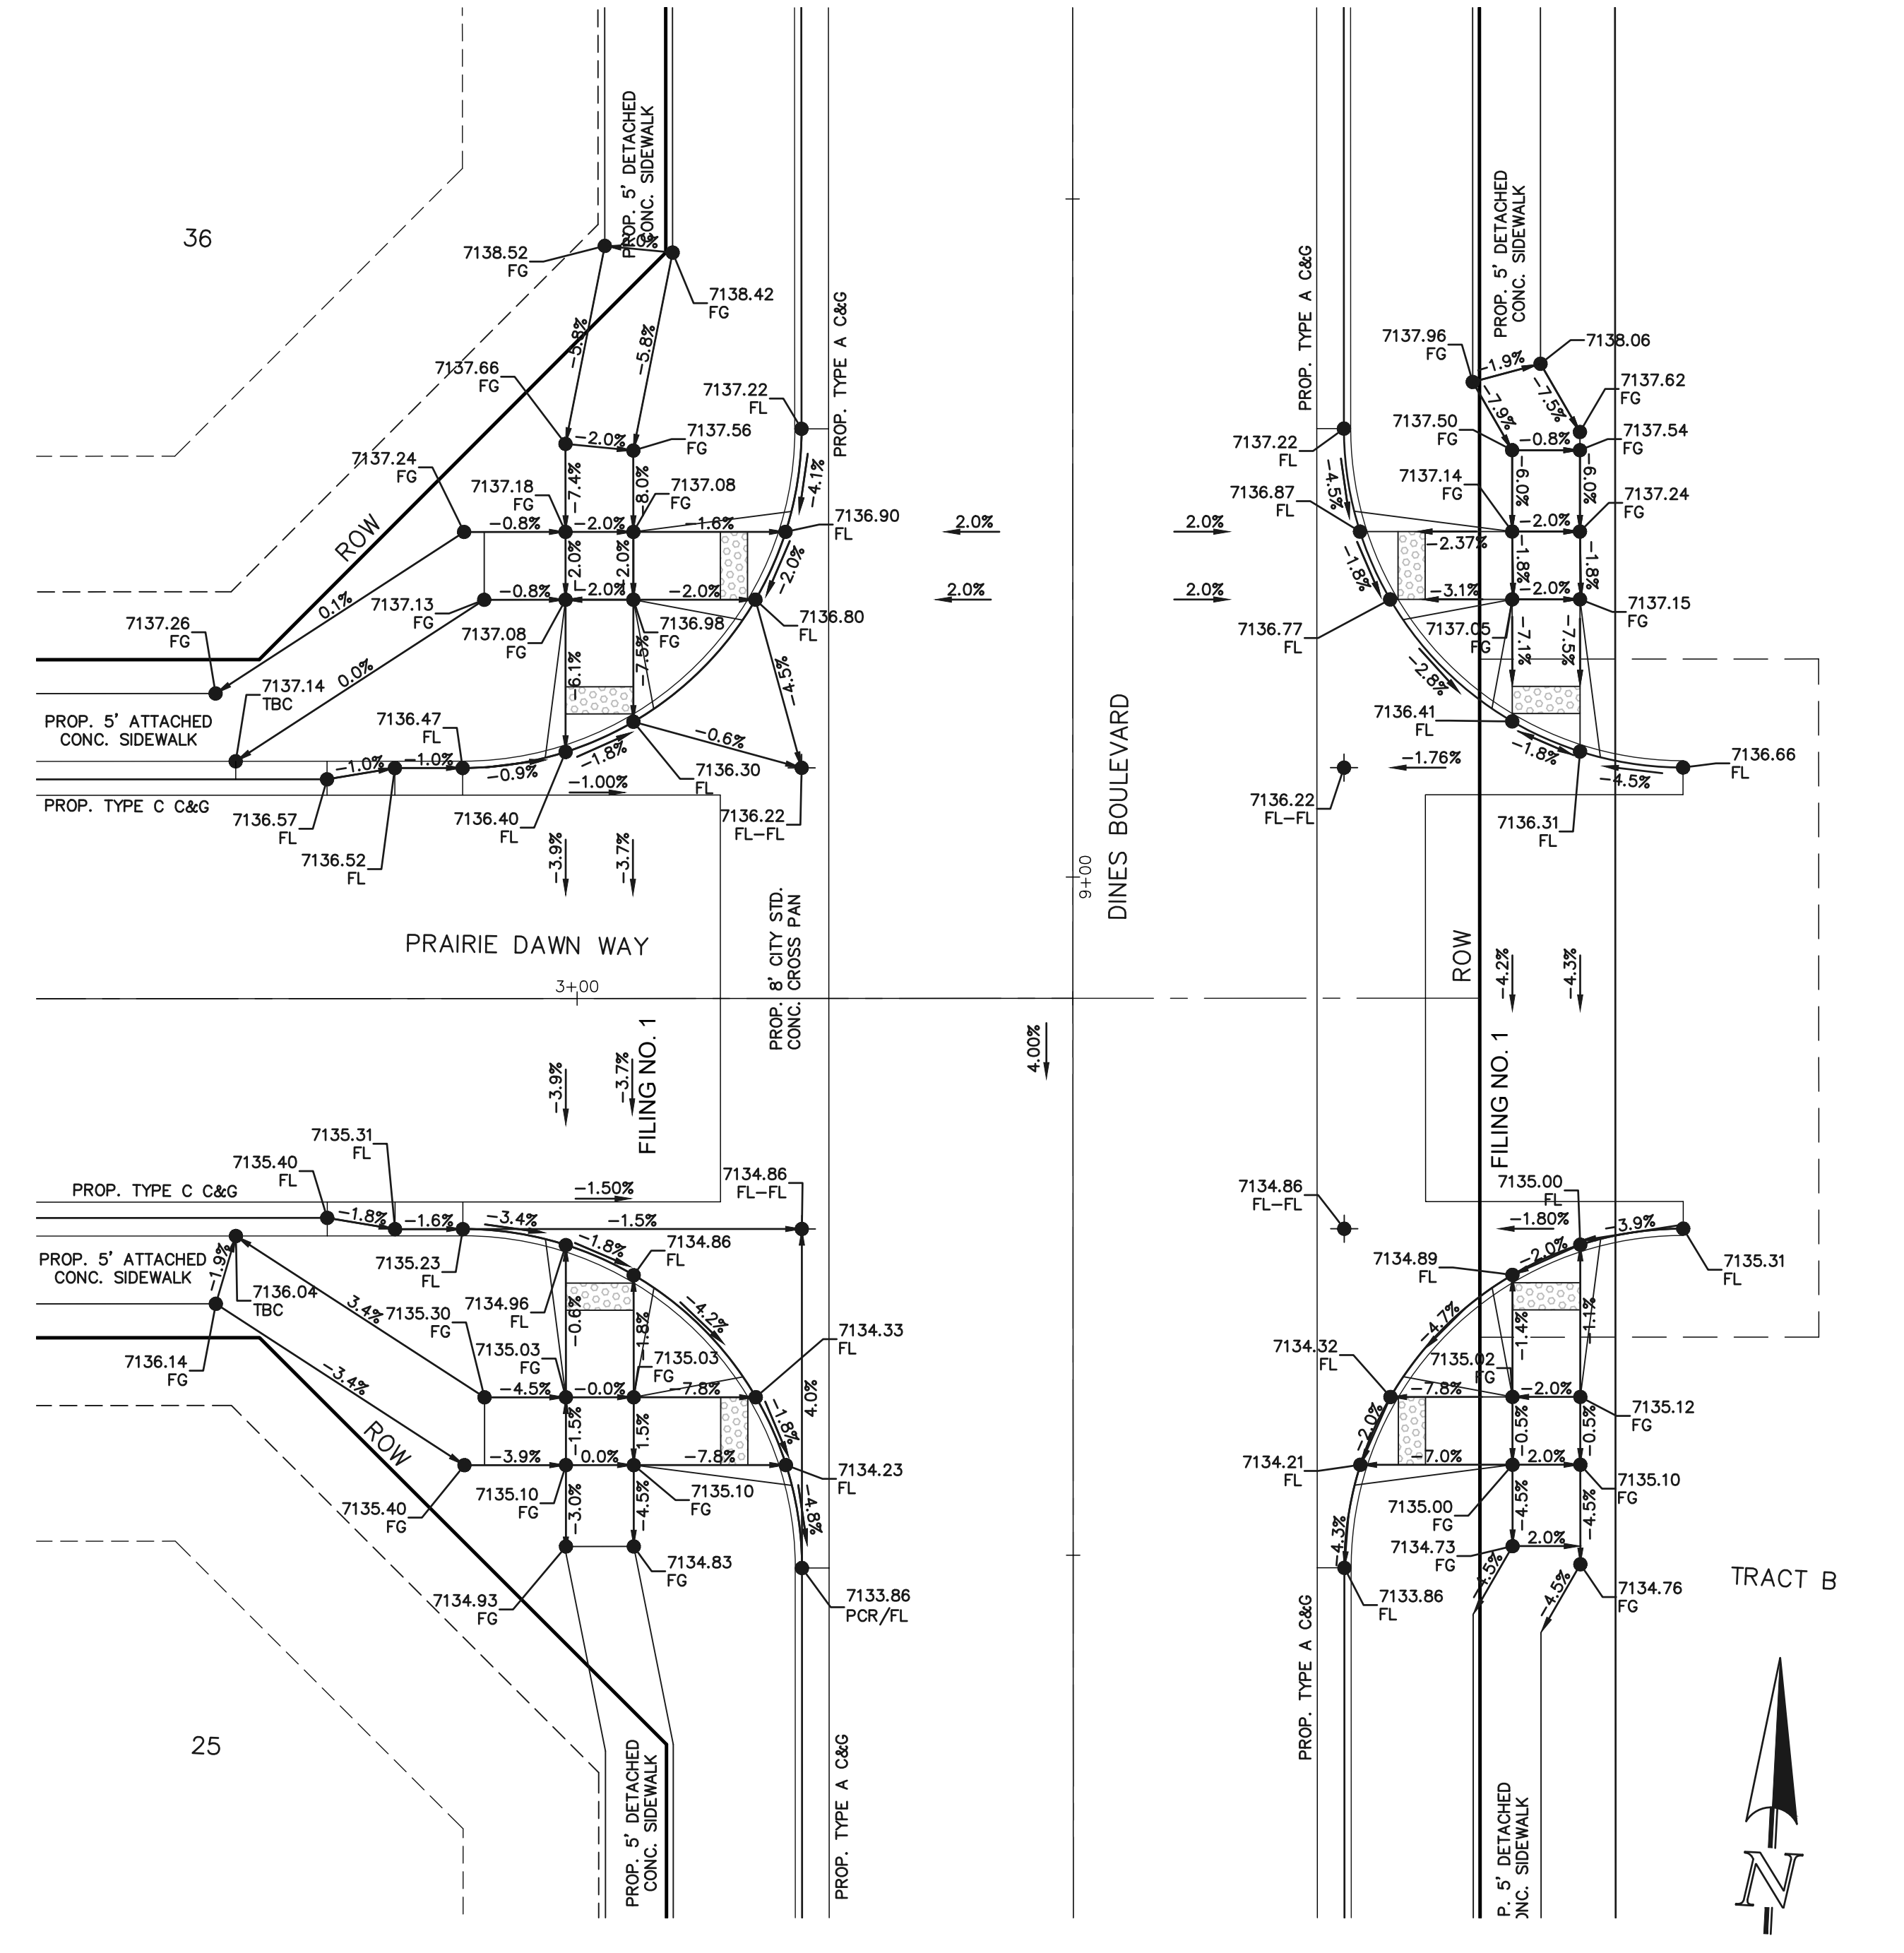 36
PROP. 5' DETACHED
CONC. SIDEWALK
7138.52
FG
7138.42
FG
-5.8%
-5.8%
7137.66
FG
-2.0%
7137.56
FG
7137.22
FL
PROP. TYPE A C&G
-4.1%
7137.24
FG
7137.18
FG
-7.4%
-8.0%
7137.08
FG
-0.8%
-2.0%
-1.6%
7136.90
FL
ROW
-2.0%
-2.0%
-2.0%
0.1%
7137.13
FG
-0.8%
-2.0%
-2.0%
7136.80
FL
7137.26
FG
7137.08
FG
7136.98
FG
0.0%
-6.1%
-7.5%
-4.5%
7137.14
TBC
PROP. 5' ATTACHED
CONC. SIDEWALK
7136.47
FL
-1.0%
-1.0%
-0.9%
-1.8%
-0.6%
-1.00%
7136.30
FL
PROP. TYPE C C&G
7136.57
FL
7136.52
FL
7136.40
FL
7136.22
FL-FL
-3.9%
-3.7%
2.0%
2.0%
2.0%
2.0%
DINES BOULEVARD
9+00
PROP. TYPE A C&G
PROP. 5' DETACHED
CONC. SIDEWALK
7137.96
FG
7138.06
-1.9%
-7.9%
-7.5%
7137.62
FG
7137.50
FG
-0.8%
7137.54
FG
7137.22
FL
-4.5%
7137.14
FG
-6.0%
-6.0%
7137.24
FG
7136.87
FL
-2.0%
-2.37%
-1.8%
-1.8%
-1.8%
-3.1%
-2.0%
7137.15
FG
7136.77
FL
7137.05
FG
-7.1%
-7.5%
-2.8%
7136.41
FL
-1.8%
-1.76%
-4.5%
7136.66
FL
7136.22
FL-FL
7136.31
FL
PRAIRIE DAWN WAY
3+00
PROP. 8' CITY STD.
CONC. CROSS PAN
FILING NO. 1
-3.9%
-3.7%
4.00%
ROW
-4.2%
-4.3%
FILING NO. 1
7135.31
FL
7135.40
FL
PROP. TYPE C C&G
-1.50%
7134.86
FL-FL
-1.8%
-1.6%
-3.4%
-1.5%
PROP. 5' ATTACHED
CONC. SIDEWALK
-1.9%
7135.23
FL
-1.8%
7134.86
FL
7136.04
TBC
7134.96
FL
3.4%
7135.30
FG
-0.6%
-1.8%
-4.2%
7134.33
FL
7136.14
FG
7135.03
FG
7135.03
FG
-3.4%
-4.5%
-0.0%
-7.8%
4.0%
ROW
-1.5%
1.5%
-1.8%
-3.9%
0.0%
-7.8%
7134.23
FL
7135.40
FG
7135.10
FG
7135.10
FG
-3.0%
-4.5%
-4.8%
7134.93
FG
7134.83
FG
7133.86
PCR/FL
25
PROP. 5' DETACHED
CONC. SIDEWALK
PROP. TYPE A C&G
7134.86
FL-FL
7135.00
FL
-1.80%
-3.9%
7135.31
FL
7134.89
FL
-2.0%
-4.7%
-1.4%
-1.1%
7134.32
FL
7135.02
FG
-7.8%
-2.0%
7135.12
FG
-2.0%
-0.5%
-0.5%
7134.21
FL
-7.0%
2.0%
7135.10
FG
7135.00
FG
-4.5%
-4.5%
-4.3%
7134.73
FG
2.0%
7134.76
FG
-4.5%
7133.86
FL
TRACT B
PROP. TYPE A C&G
P. 5' DETACHED
ONC. SIDEWALK
N